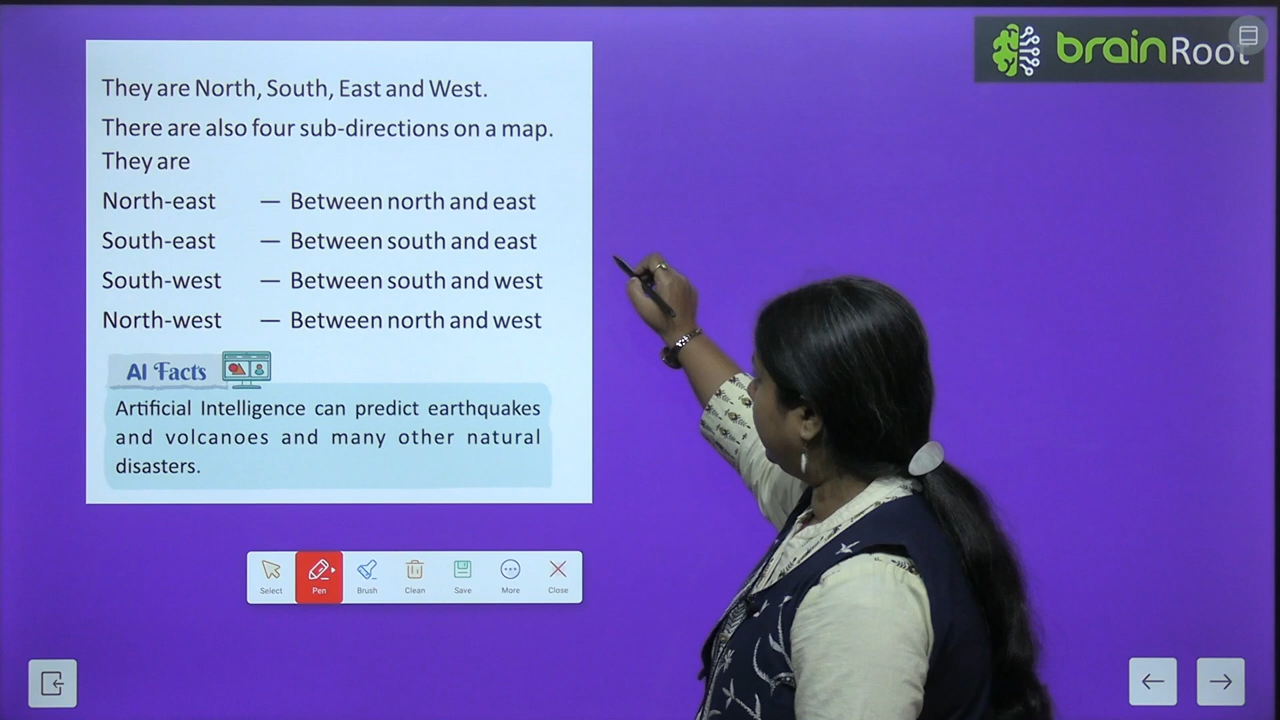 brainRoot
They are North, South, East and West.
There are also four sub-directions on a map.
They are
North-east — Between north and east
South-east — Between south and east
South-west — Between south and west
North-west — Between north and west
AI Facts
Artificial Intelligence can predict earthquakes
and volcanoes and many other natural
disasters.
Select Pen Brush Clean Save More Close